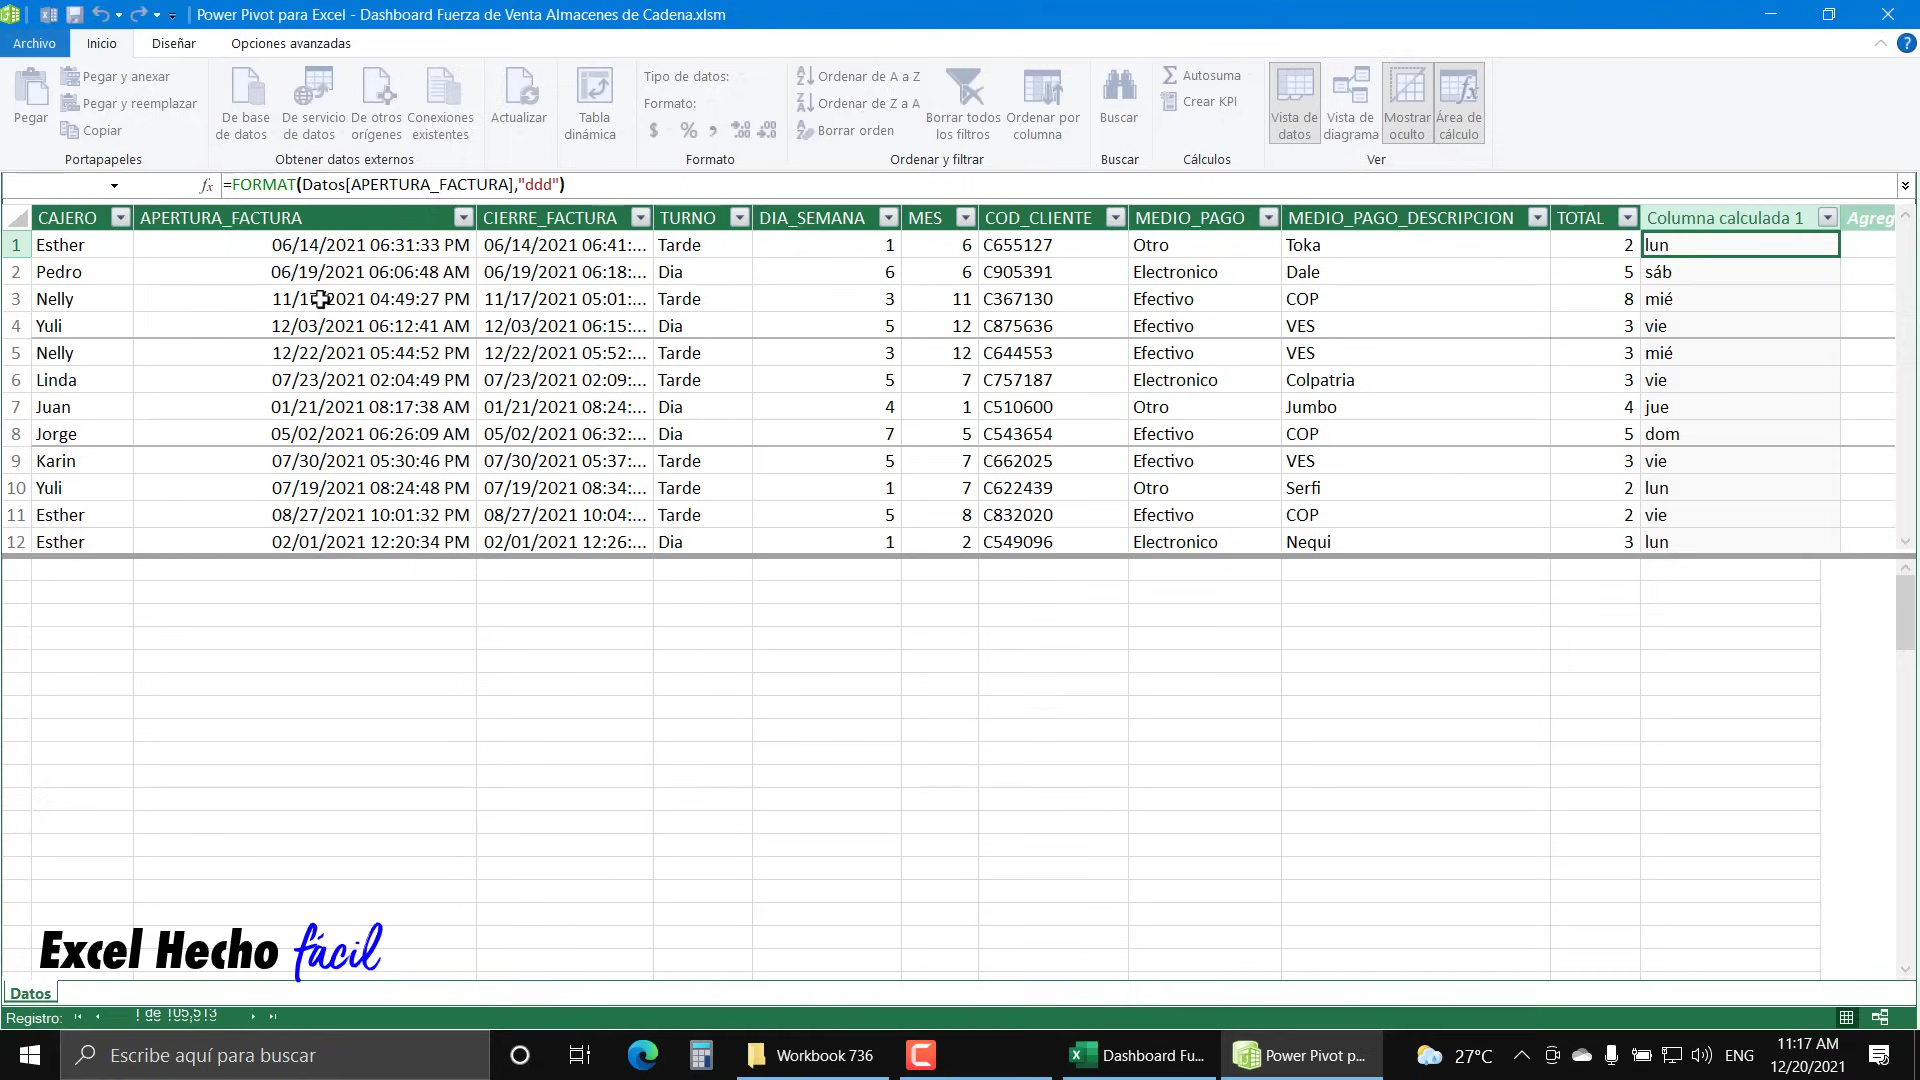 Power Pivot para Excel - Dashboard Fuerza de Venta Almacenes de Cadena.xlsm
Archivo Inicio Diseñar Opciones avanzadas
Pegar Pegar y anexar Pegar y reemplazar Copiar
Portapapeles
De base de datos De servicio de datos De otros orígenes Conexiones existentes
Obtener datos externos
Actualizar
Tabla dinámica
Tipo de datos:
Formato:
$ % ,
Formato
Ordenar de A a Z
Ordenar de Z a A
Borrar orden
Borrar todos los filtros
Ordenar por columna
Ordenar y filtrar
Buscar
Buscar
Autosuma
Crear KPI
Cálculos
Vista de datos Vista de diagrama Mostrar oculto Área de cálculo
Ver
fx =FORMAT(Datos[APERTURA_FACTURA],"ddd")
CAJERO APERTURA_FACTURA CIERRE_FACTURA TURNO DIA_SEMANA MES COD_CLIENTE MEDIO_PAGO MEDIO_PAGO_DESCRIPCION TOTAL Columna calculada 1 Agreg
1 Esther 06/14/2021 06:31:33 PM 06/14/2021 06:41:... Tarde 1 6 C655127 Otro Toka 2 lun
2 Pedro 06/19/2021 06:06:48 AM 06/19/2021 06:18:... Dia 6 6 C905391 Electronico Dale 5 sáb
3 Nelly 11/17/2021 04:49:27 PM 11/17/2021 05:01:... Tarde 3 11 C367130 Efectivo COP 8 mié
4 Yuli 12/03/2021 06:12:41 AM 12/03/2021 06:15:... Dia 5 12 C875636 Efectivo VES 3 vie
5 Nelly 12/22/2021 05:44:52 PM 12/22/2021 05:52:... Tarde 3 12 C644553 Efectivo VES 3 mié
6 Linda 07/23/2021 02:04:49 PM 07/23/2021 02:09:... Tarde 5 7 C757187 Electronico Colpatria 3 vie
7 Juan 01/21/2021 08:17:38 AM 01/21/2021 08:24:... Dia 4 1 C510600 Otro Jumbo 4 jue
8 Jorge 05/02/2021 06:26:09 AM 05/02/2021 06:32:... Dia 7 5 C543654 Efectivo COP 5 dom
9 Karin 07/30/2021 05:30:46 PM 07/30/2021 05:37:... Tarde 5 7 C662025 Efectivo VES 3 vie
10 Yuli 07/19/2021 08:24:48 PM 07/19/2021 08:34:... Tarde 1 7 C622439 Otro Serfi 2 lun
11 Esther 08/27/2021 10:01:32 PM 08/27/2021 10:04:... Tarde 5 8 C832020 Efectivo COP 2 vie
12 Esther 02/01/2021 12:20:34 PM 02/01/2021 12:26:... Dia 1 2 C549096 Electronico Nequi 3 lun
Excel Hecho fácil
Datos
Registro: 1 de 105,513
Escribe aquí para buscar Workbook 736 Dashboard Fu... Power Pivot p... 27°C ENG 11:17 AM
12/20/2021